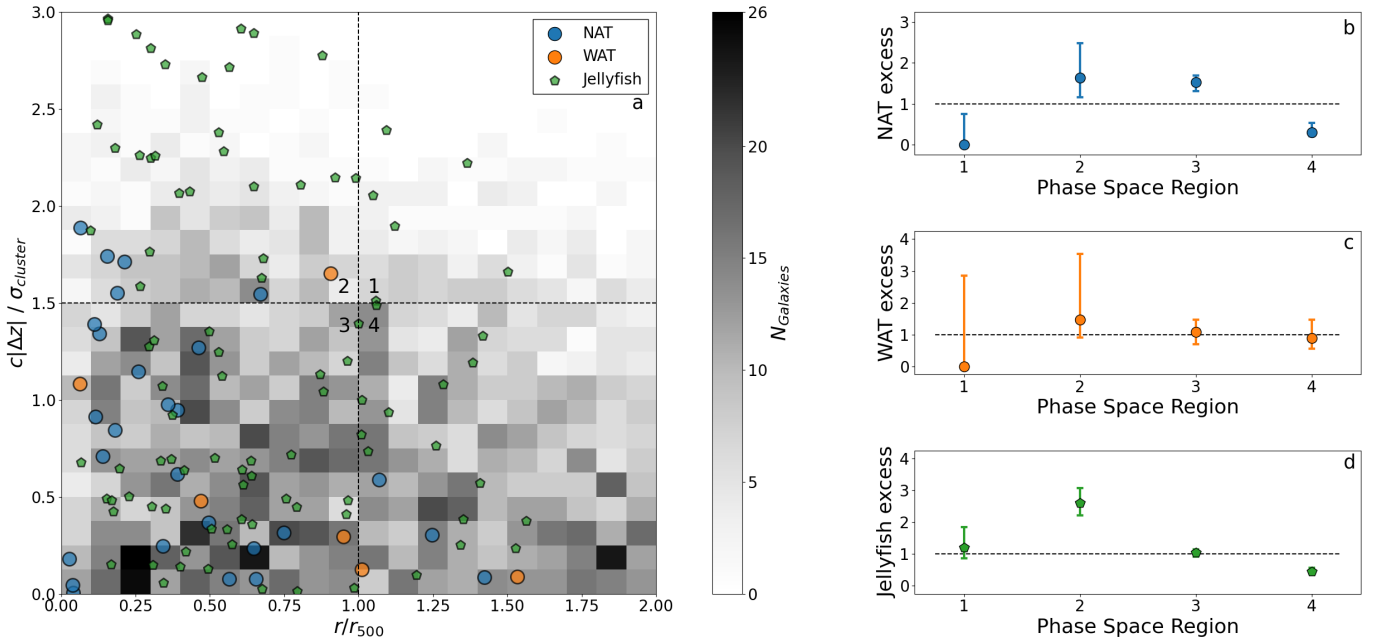 3.0
2.5
2.0
1.5
1.0
0.5
0.0
c|Δz| / σcluster
0.00
0.25
0.50
0.75
1.00
1.25
1.50
1.75
2.00
r/r500
NAT
WAT
Jellyfish
a
2 1
3 4
26
20
14
10
5
0
NGalaxies
b
3
2
1
0
NAT excess
1 2 3 4
Phase Space Region
c
4
3
2
1
0
WAT excess
1 2 3 4
Phase Space Region
d
4
3
2
1
0
Jellyfish excess
1 2 3 4
Phase Space Region